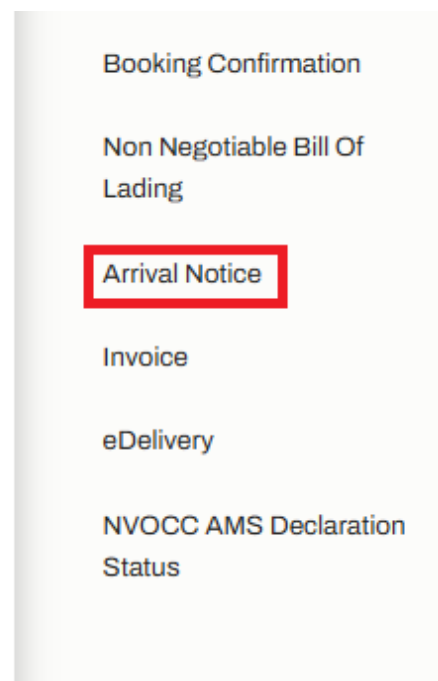 Booking Confirmation
Non Negotiable Bill Of
Lading
Arrival Notice
Invoice
eDelivery
NVOCC AMS Declaration
Status